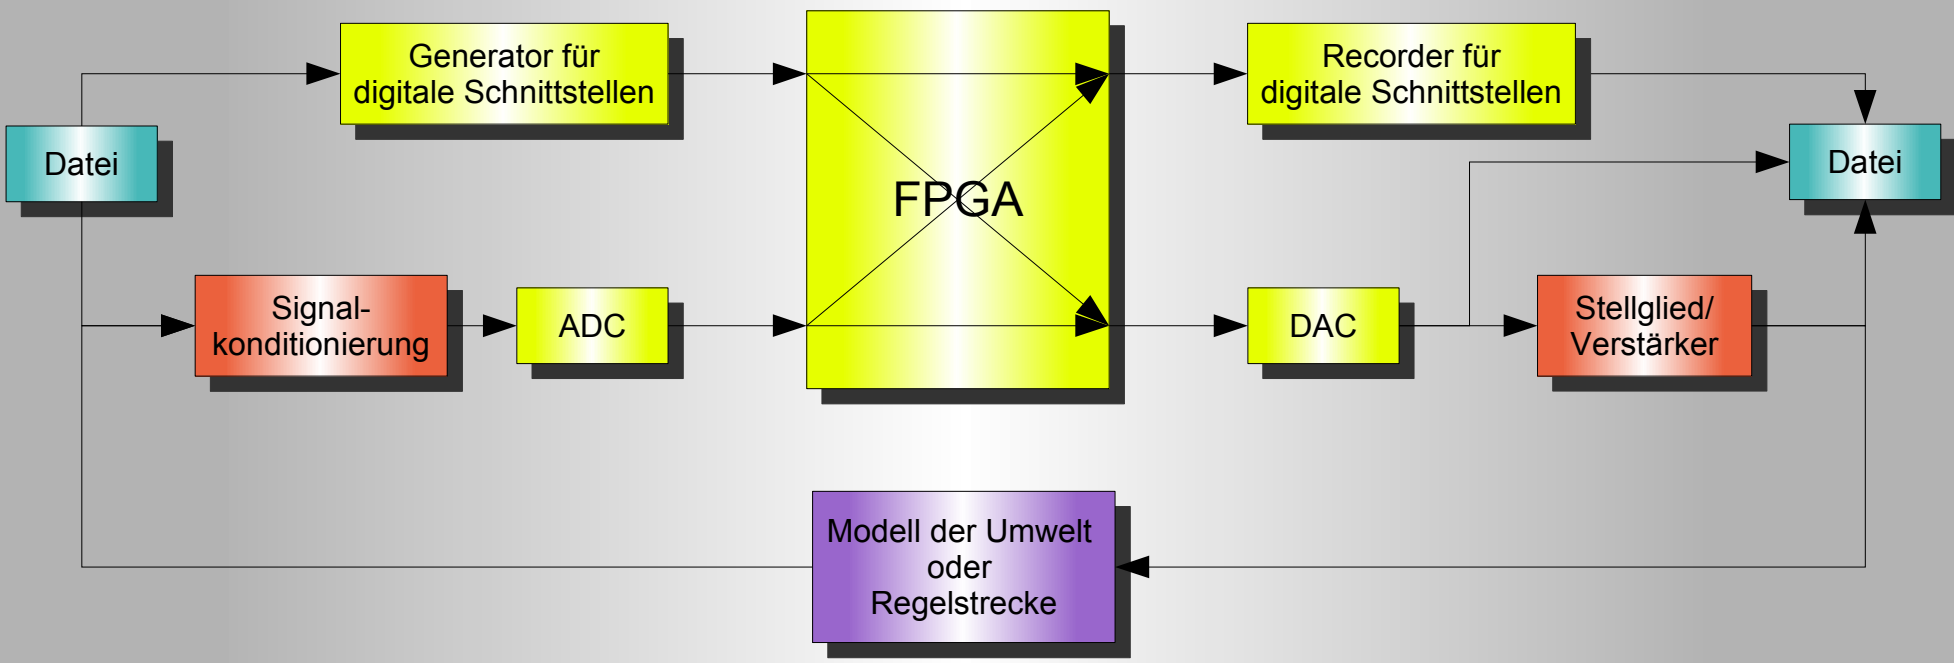 Generator für
digitale Schnittstellen
Recorder für
digitale Schnittstellen
Datei
FPGA
Datei
Signal-
konditionierung
ADC
DAC
Stellglied/
Verstärker
Modell der Umwelt
oder
Regelstrecke